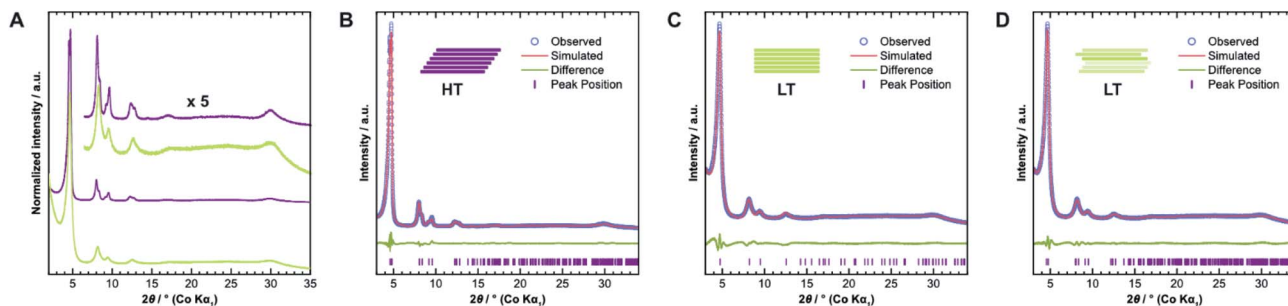 A
Normalized intensity / a.u.
x 5
5 10 15 20 25 30 35
2θ / ° (Co Kα1)
B
Intensity / a.u.
Observed
Simulated
Difference
Peak Position
HT
5 10 15 20 25 30
2θ / ° (Co Kα1)
C
Intensity / a.u.
Observed
Simulated
Difference
Peak Position
LT
5 10 15 20 25 30
2θ / ° (Co Kα1)
D
Intensity / a.u.
Observed
Simulated
Difference
Peak Position
LT
5 10 15 20 25 30
2θ / ° (Co Kα1)